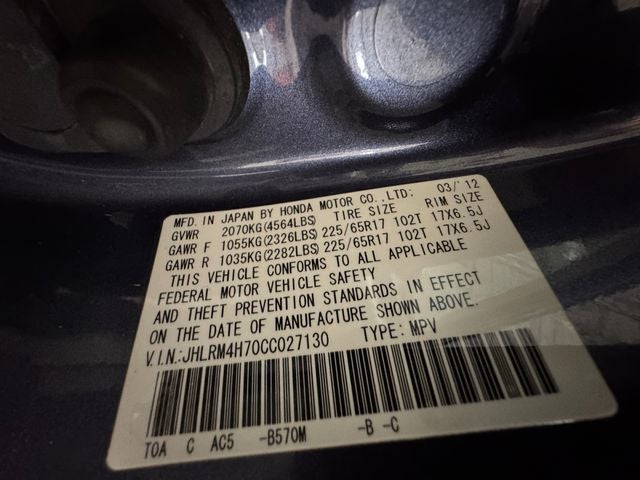 MFD. IN JAPAN BY HONDA MOTOR CO.,LTD: 03/'12
GVWR 2070KG(4564LBS) TIRE SIZE RIM SIZE
GAWR F 1055KG(2326LBS) 225/65R17 102T 17X6.5J
GAWR R 1035KG(2282LBS) 225/65R17 102T 17X6.5J
THIS VEHICLE CONFORMS TO ALL APPLICABLE
FEDERAL MOTOR VEHICLE SAFETY
AND THEFT PREVENTION STANDARDS IN EFFECT
ON THE DATE OF MANUFACTURE SHOWN ABOVE.
V.I.N:JHLRM4H70CC027130 TYPE: MPV
TOA C AC5 -B570M -B -C